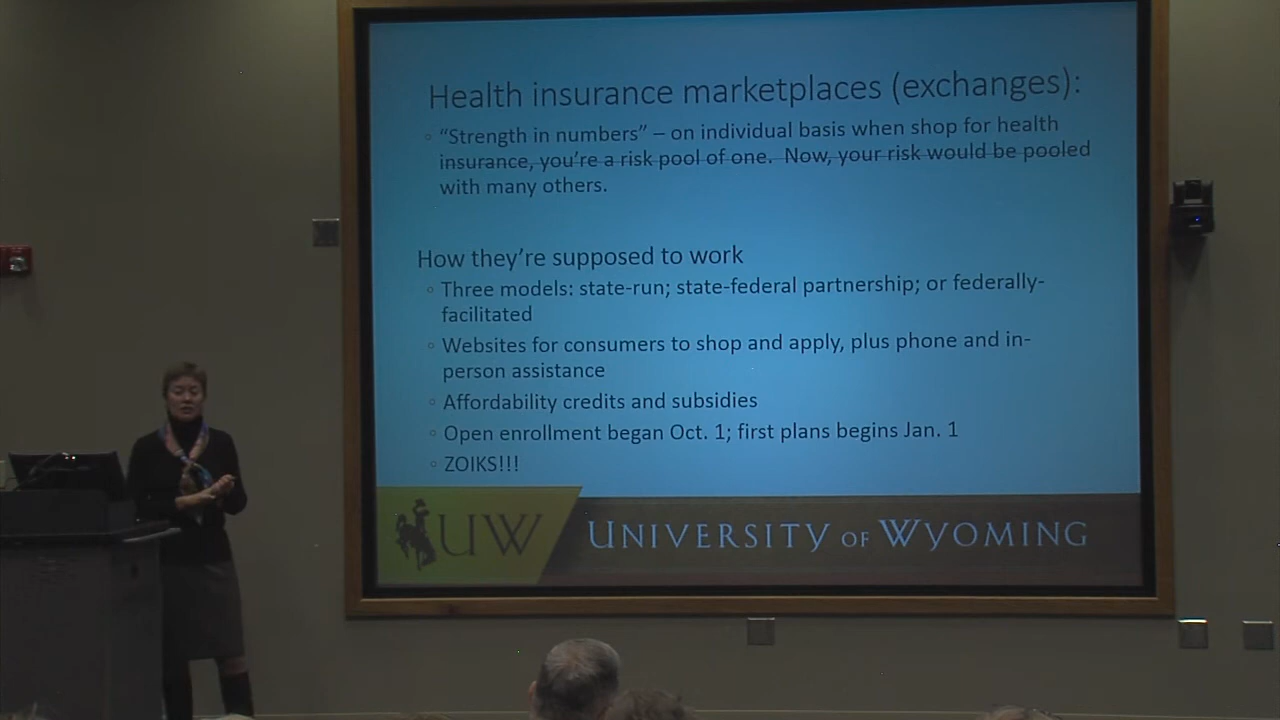 Health insurance marketplaces (exchanges):
◦ “Strength in numbers” – on individual basis when shop for health
insurance, you’re a risk pool of one. Now, your risk would be pooled
with many others.
How they’re supposed to work
◦ Three models: state-run; state-federal partnership; or federally-
facilitated
◦ Websites for consumers to shop and apply, plus phone and in-
person assistance
◦ Affordability credits and subsidies
◦ Open enrollment began Oct. 1; first plans begins Jan. 1
◦ ZOIKS!!!
UW UNIVERSITY OF WYOMING